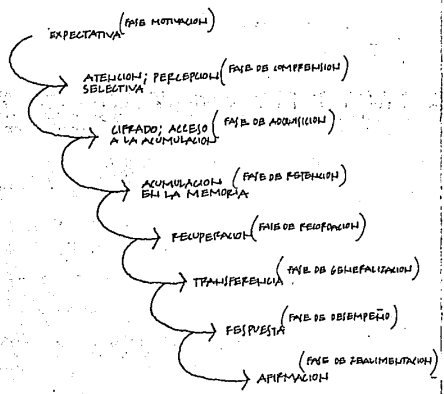 EXPECTATIVA (FASE MOTIVACION)
ATENCION; PERCEPCION (FASE DE COMPRENSION)
SELECTIVA
CIFRADO; ACCESO (FASE DE ADQUISICION)
A LA ACUMULACION
ACUMULACION (FASE DE RETENCION)
EN LA MEMORIA
RECUPERACION (FASE DE RECORDACION)
TRANSFERENCIA (FASE DE GENERALIZACION)
RESPUESTA (FASE DE DESEMPEÑO)
(FASE DE REALIMENTACION)
AFIRMACION